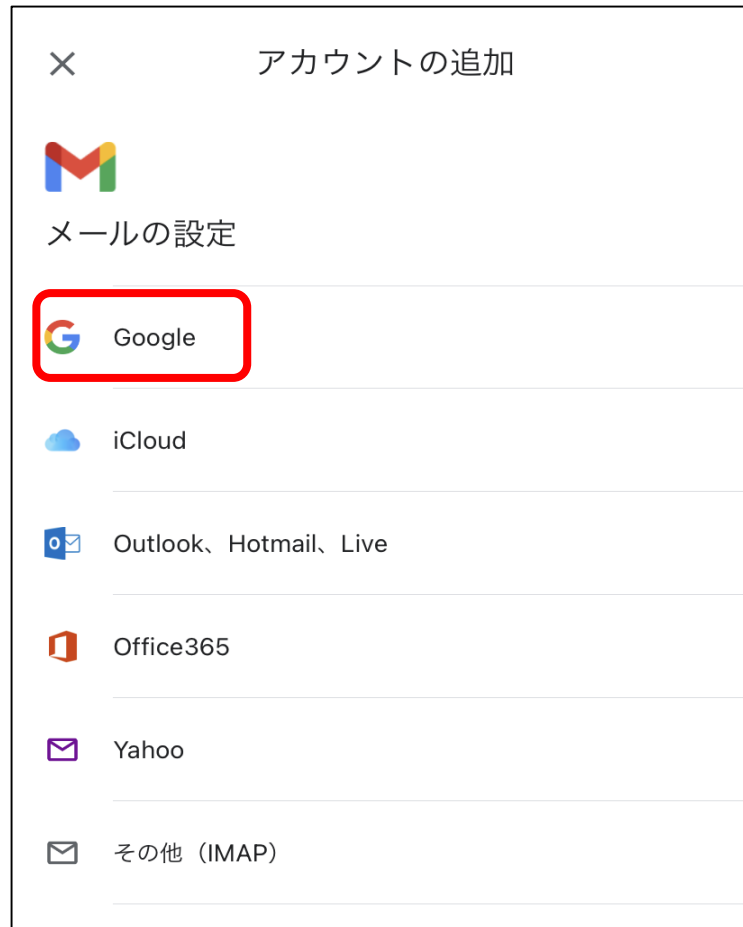 アカウントの追加
メールの設定
Google
iCloud
Outlook、Hotmail、Live
Office365
Yahoo
その他（IMAP）